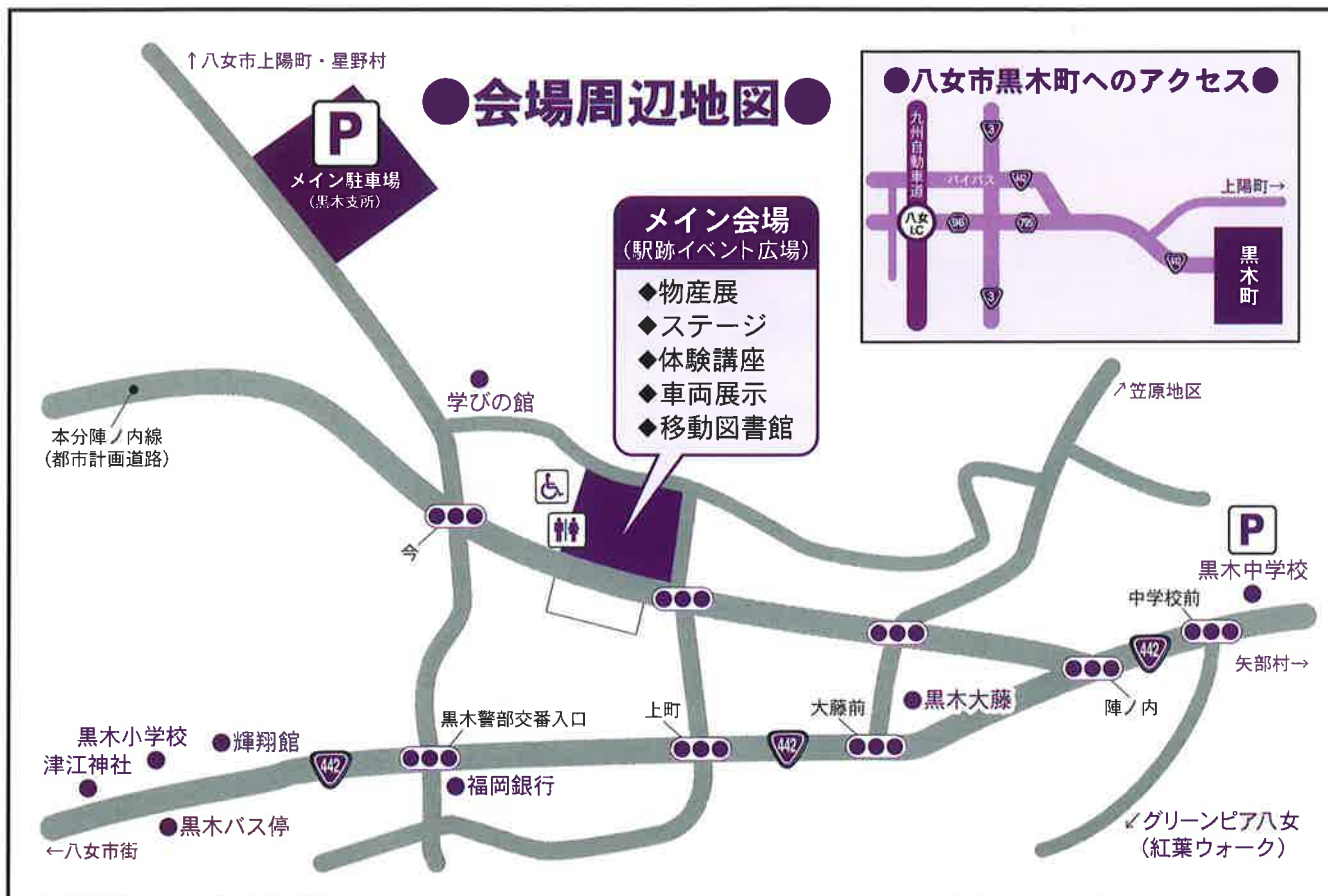 ↑八女市上陽町・星野村
●会場周辺地図●
P
メイン駐車場
(黒木支所)
メイン会場
(駅跡イベント広場)
◆物産展
◆ステージ
◆体験講座
◆車両展示
◆移動図書館
●八女市黒木町へのアクセス●
九州自動車道
3
バイパス
442
上陽町→
八女
I.C
96
795
442
黒木町
3
学びの館
↗笠原地区
本分陣ノ内線
(都市計画道路)
今
P
黒木中学校
中学校前
442
矢部村→
陣ノ内
黒木大藤
大藤前
上町
442
黒木警部交番入口
福岡銀行
442
輝翔館
黒木小学校
津江神社
黒木バス停
←八女市街
↙グリーンピア八女
(紅葉ウォーク)